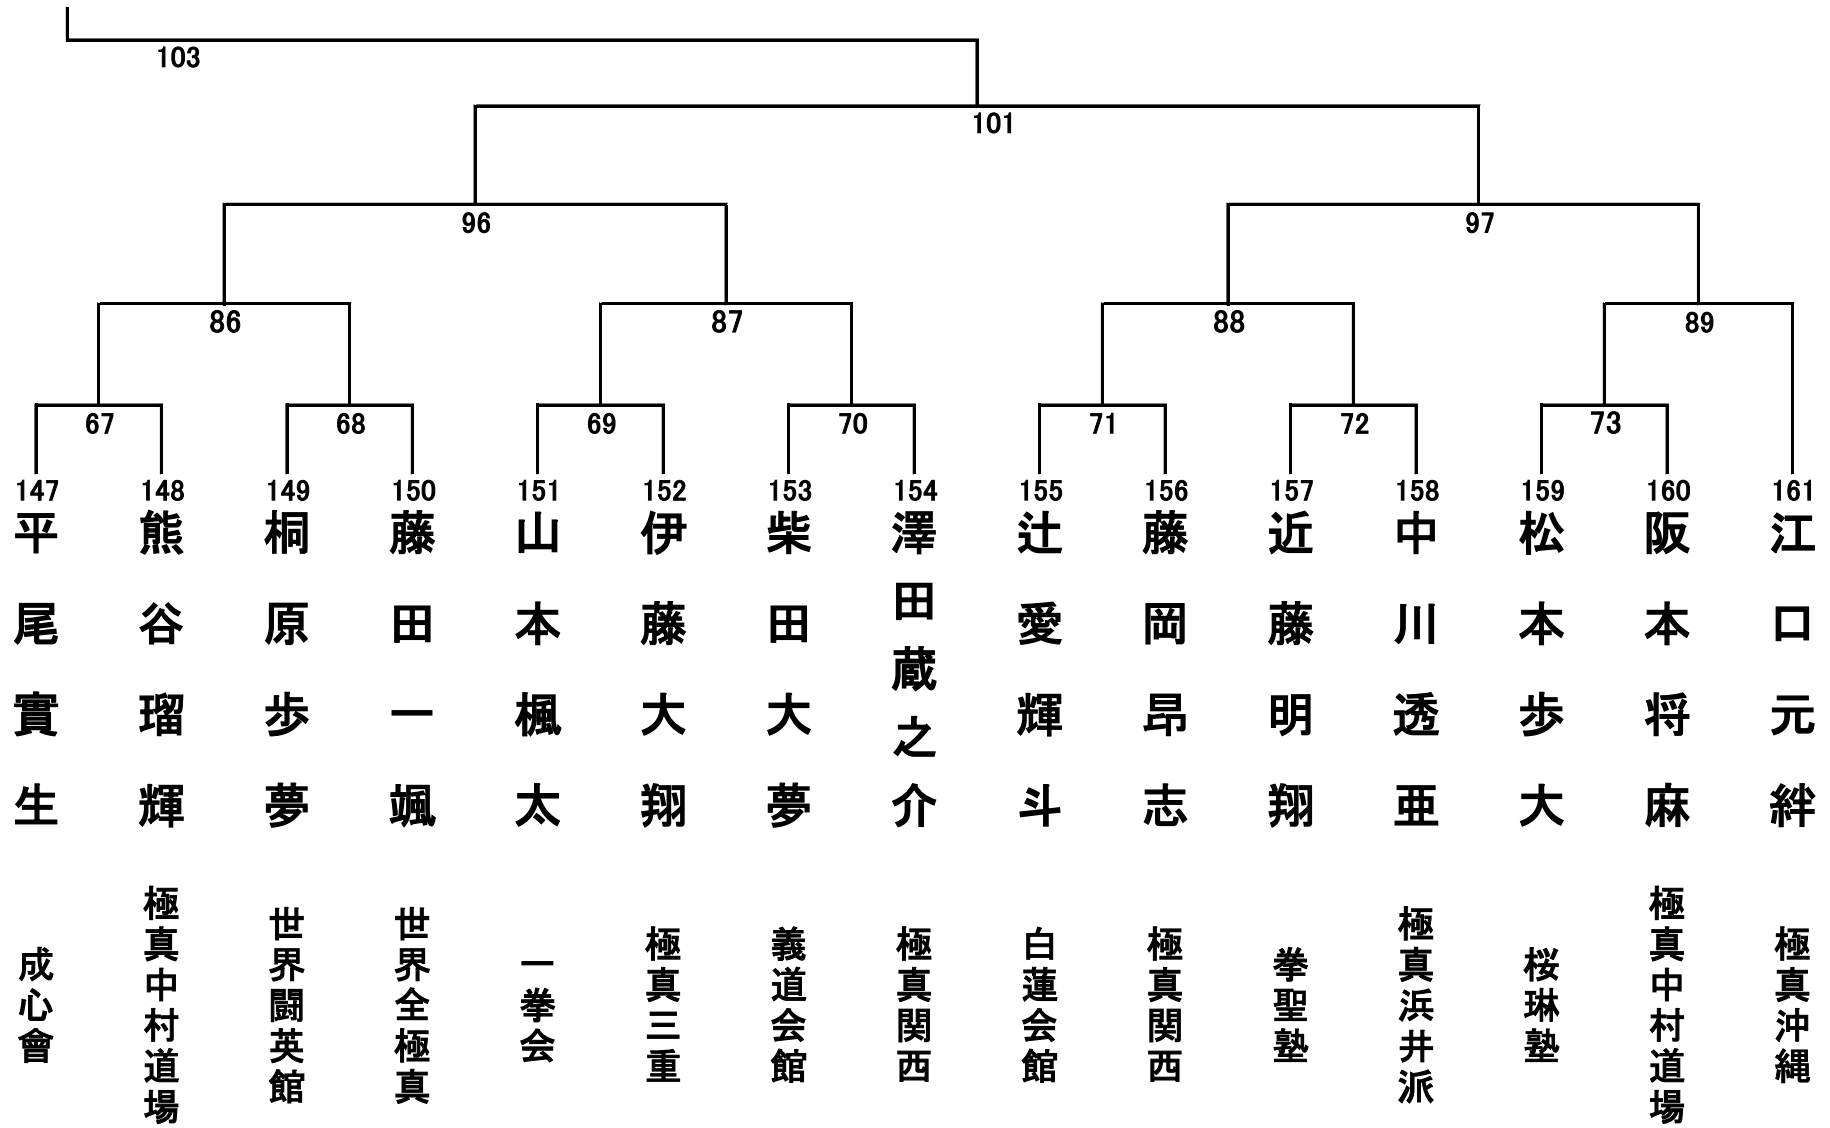 103
101
96
97
86
87
88
89
67
68
69
70
71
72
73
147
平尾實生
成心會
148
熊谷瑠輝
極真中村道場
149
桐原歩夢
世界闘英館
150
藤田一颯
世界全極真
151
山本楓太
一拳会
152
伊藤大翔
極真三重
153
柴田大夢
義道会館
154
澤田蔵之介
極真関西
155
辻愛輝斗
白蓮会館
156
藤岡昂志
極真関西
157
近藤明翔
拳聖塾
158
中川透亜
極真浜井派
159
松本歩大
桜琳塾
160
阪本将麻
極真中村道場
161
江口元絆
極真沖縄